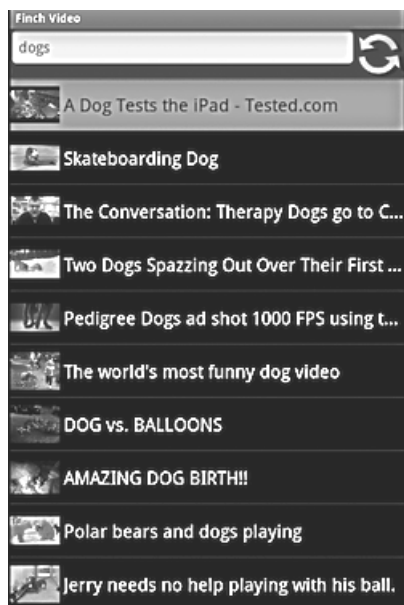 Finch Video
dogs
A Dog Tests the iPad - Tested.com
Skateboarding Dog
The Conversation: Therapy Dogs go to C...
Two Dogs Spazzing Out Over Their First ...
Pedigree Dogs ad shot 1000 FPS using t...
The world's most funny dog video
DOG vs. BALLOONS
AMAZING DOG BIRTH!!
Polar bears and dogs playing
Jerry needs no help playing with his ball.